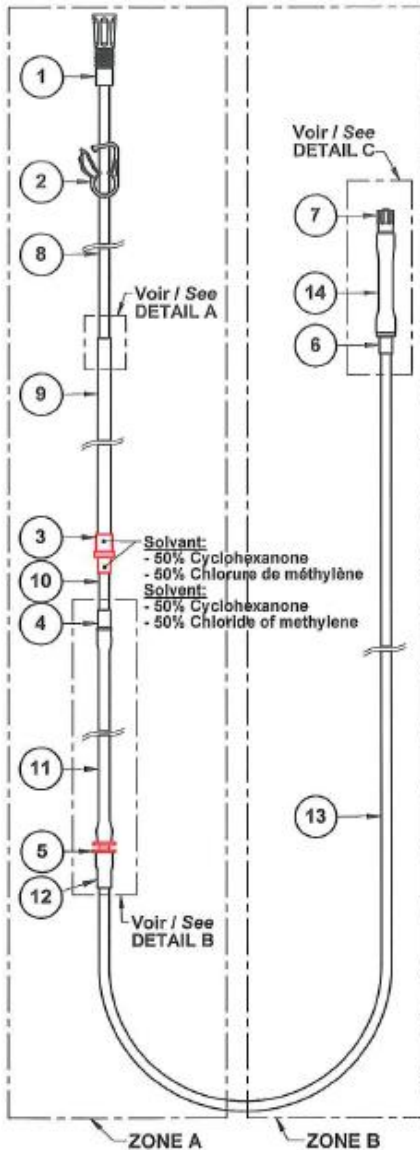 1
2
8
Voir / See
DETAIL A
9
3
Solvant:
- 50% Cyclohexanone
- 50% Chlorure de méthylène
Solvent:
- 50% Cyclohexanone
- 50% Chloride of methylene
10
4
11
5
12
Voir / See
DETAIL B
ZONE A
Voir / See
DETAIL C
7
14
6
13
ZONE B